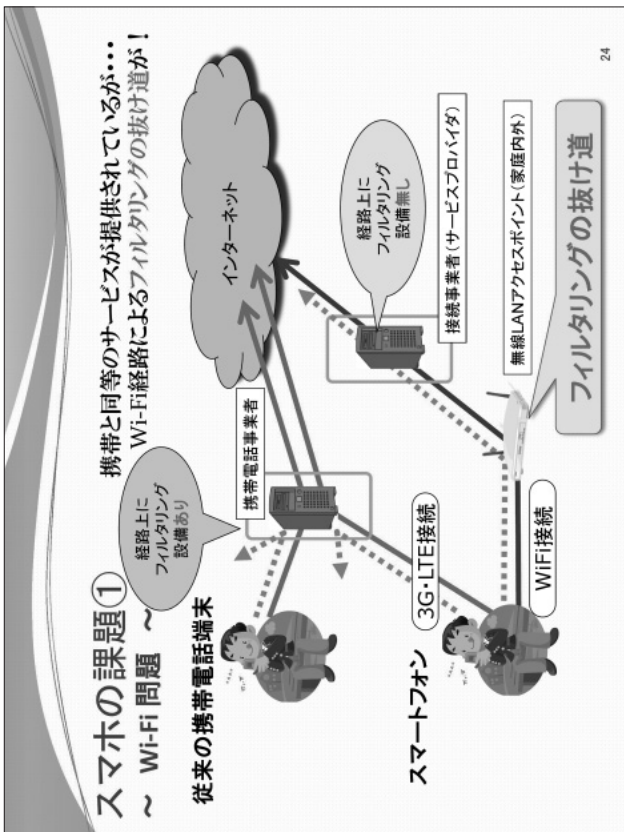 スマホの課題①
～ Wi-Fi 問題 ～
携帯と同等のサービスが提供されているが・・・
Wi-Fi経路によるフィルタリングの抜け道が！
従来の携帯電話端末
経路上に
フィルタリング
設備あり
携帯電話事業者
インターネット
経路上に
フィルタリング
設備無し
接続事業者（サービスプロバイダ）
スマートフォン
3G・LTE接続
WiFi接続
無線LANアクセスポイント（家庭内外）
フィルタリングの抜け道
24